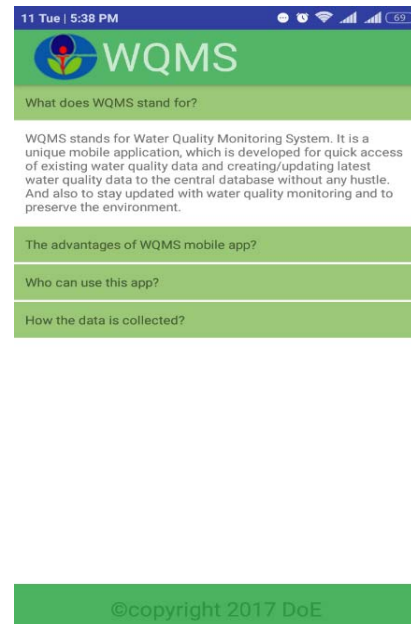 11 Tue | 5:38 PM
69
WQMS
What does WQMS stand for?
WQMS stands for Water Quality Monitoring System. It is a
unique mobile application, which is developed for quick access
of existing water quality data and creating/updating latest
water quality data to the central database without any hustle.
And also to stay updated with water quality monitoring and to
preserve the environment.
The advantages of WQMS mobile app?
Who can use this app?
How the data is collected?
©copyright 2017 DoE